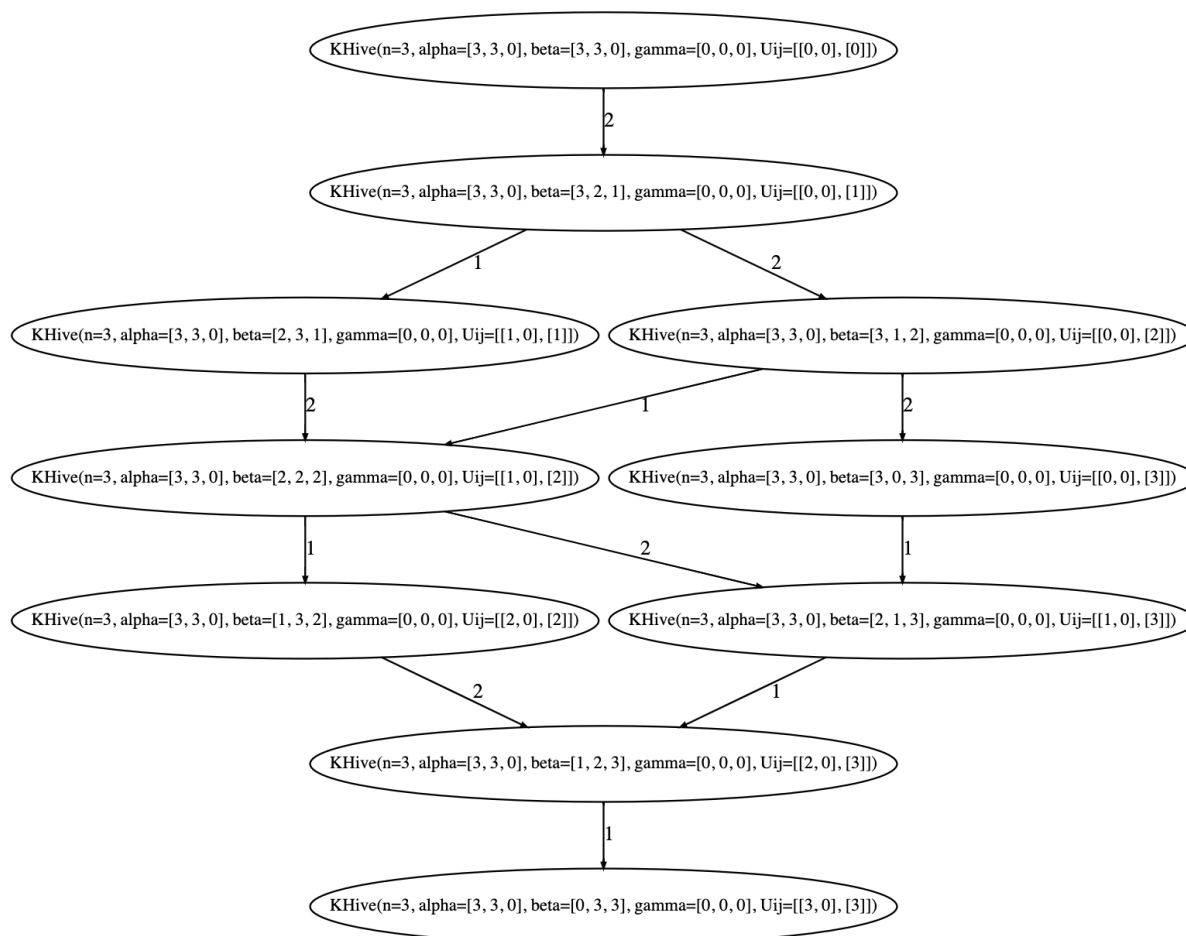 KHive(n=3, alpha=[3, 3, 0], beta=[3, 3, 0], gamma=[0, 0, 0], Uij=[[0, 0], [0]])
2
KHive(n=3, alpha=[3, 3, 0], beta=[3, 2, 1], gamma=[0, 0, 0], Uij=[[0, 0], [1]])
1
2
KHive(n=3, alpha=[3, 3, 0], beta=[2, 3, 1], gamma=[0, 0, 0], Uij=[[1, 0], [1]])
KHive(n=3, alpha=[3, 3, 0], beta=[3, 1, 2], gamma=[0, 0, 0], Uij=[[0, 0], [2]])
2
1
2
KHive(n=3, alpha=[3, 3, 0], beta=[2, 2, 2], gamma=[0, 0, 0], Uij=[[1, 0], [2]])
KHive(n=3, alpha=[3, 3, 0], beta=[3, 0, 3], gamma=[0, 0, 0], Uij=[[0, 0], [3]])
1
2
1
KHive(n=3, alpha=[3, 3, 0], beta=[1, 3, 2], gamma=[0, 0, 0], Uij=[[2, 0], [2]])
KHive(n=3, alpha=[3, 3, 0], beta=[2, 1, 3], gamma=[0, 0, 0], Uij=[[1, 0], [3]])
2
1
KHive(n=3, alpha=[3, 3, 0], beta=[1, 2, 3], gamma=[0, 0, 0], Uij=[[2, 0], [3]])
1
KHive(n=3, alpha=[3, 3, 0], beta=[0, 3, 3], gamma=[0, 0, 0], Uij=[[3, 0], [3]])